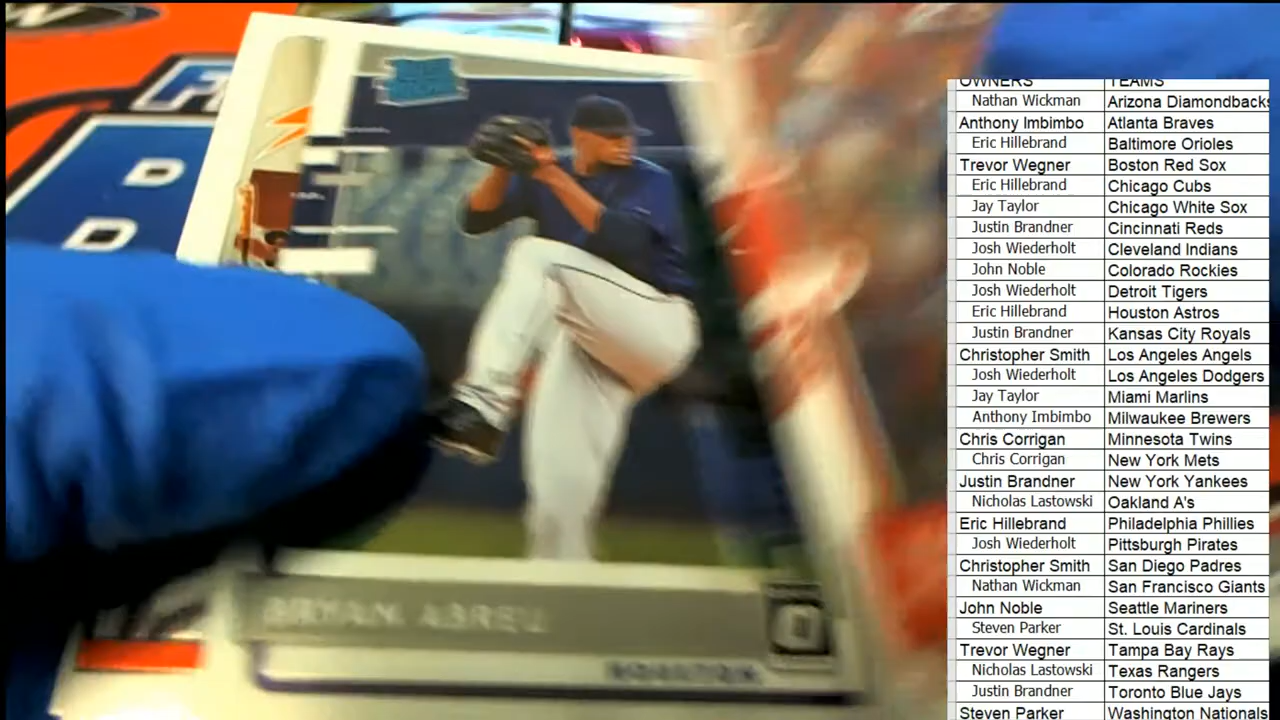 D
D
BRYAN ABREU
HOUSTON
OWNERS TEAMS
Nathan Wickman Arizona Diamondbacks
Anthony Imbimbo Atlanta Braves
Eric Hillebrand Baltimore Orioles
Trevor Wegner Boston Red Sox
Eric Hillebrand Chicago Cubs
Jay Taylor Chicago White Sox
Justin Brandner Cincinnati Reds
Josh Wiederholt Cleveland Indians
John Noble Colorado Rockies
Josh Wiederholt Detroit Tigers
Eric Hillebrand Houston Astros
Justin Brandner Kansas City Royals
Christopher Smith Los Angeles Angels
Josh Wiederholt Los Angeles Dodgers
Jay Taylor Miami Marlins
Anthony Imbimbo Milwaukee Brewers
Chris Corrigan Minnesota Twins
Chris Corrigan New York Mets
Justin Brandner New York Yankees
Nicholas Lastowski Oakland A's
Eric Hillebrand Philadelphia Phillies
Josh Wiederholt Pittsburgh Pirates
Christopher Smith San Diego Padres
Nathan Wickman San Francisco Giants
John Noble Seattle Mariners
Steven Parker St. Louis Cardinals
Trevor Wegner Tampa Bay Rays
Nicholas Lastowski Texas Rangers
Justin Brandner Toronto Blue Jays
Steven Parker Washington Nationals